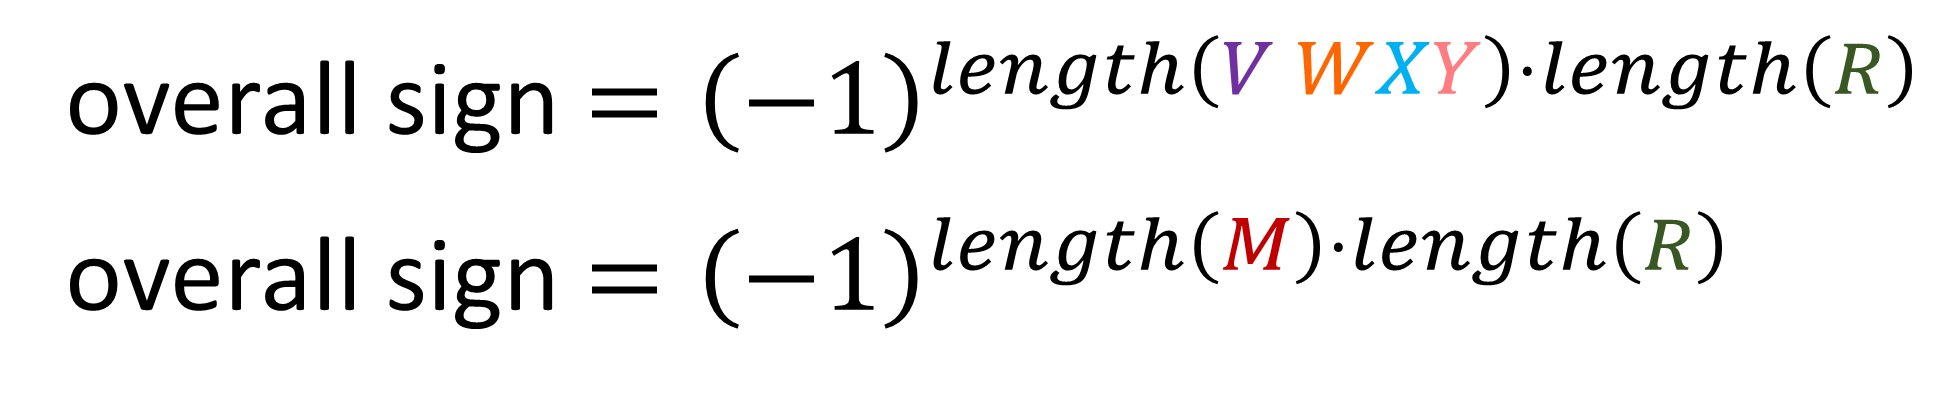 overall sign = (−1)^{length(V WXY)·length(R)}
overall sign = (−1)^{length(M)·length(R)}